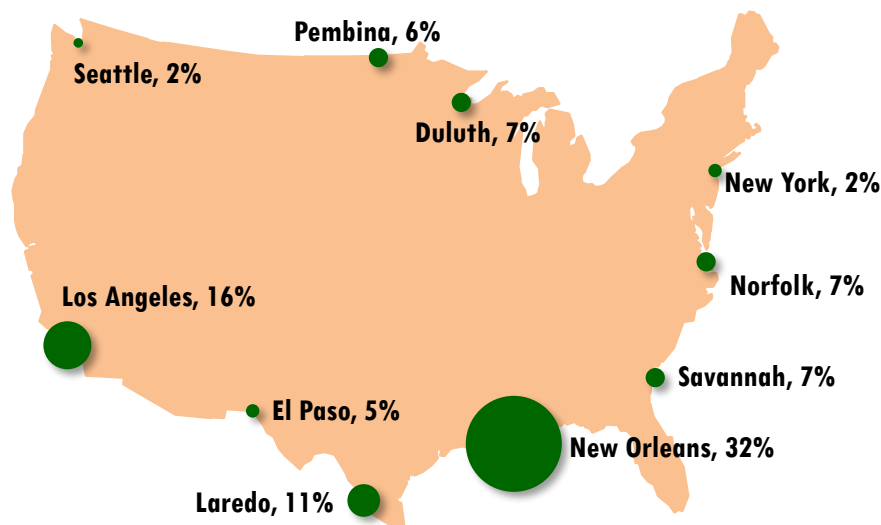 Pembina, 6%
Seattle, 2%
Duluth, 7%
New York, 2%
Norfolk, 7%
Los Angeles, 16%
Savannah, 7%
El Paso, 5%
New Orleans, 32%
Laredo, 11%